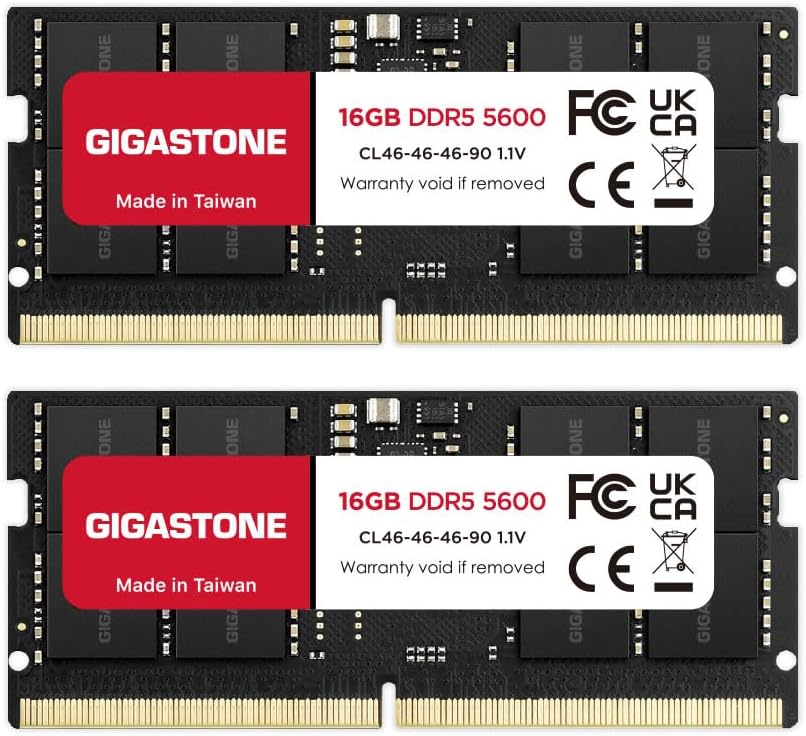 GIGASTONE
Made in Taiwan
16GB DDR5 5600
CL46-46-46-90 1.1V
Warranty void if removed
FC
UK
CA
CE
GIGASTONE
Made in Taiwan
16GB DDR5 5600
CL46-46-46-90 1.1V
Warranty void if removed
FC
UK
CA
CE